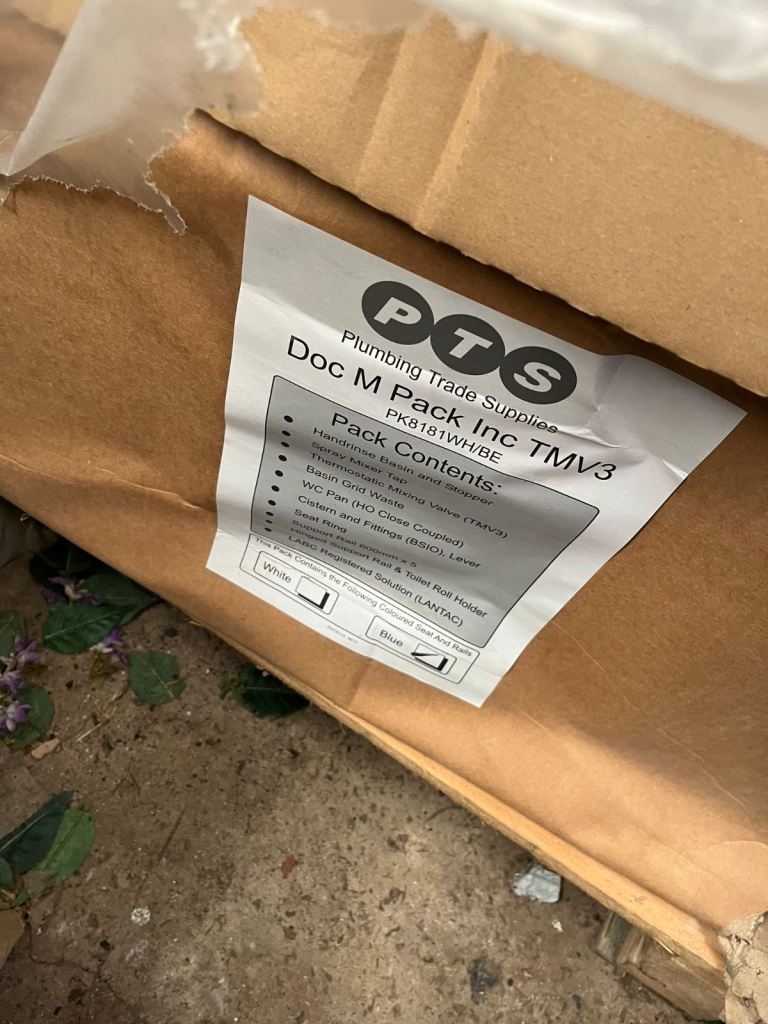 PTS
Plumbing Trade Supplies
Doc M Pack Inc TMV3
PK8181WH/BE
Pack Contents:
• Handrinse Basin and Stopper
• Spray Mixer Tap
• Thermostatic Mixing Valve (TMV3)
• Basin Grid Waste
• WC Pan (HO Close Coupled)
• Cistern and Fittings (BSIO), Lever
• Seat Ring
• Support Rail 600mm x 5
• Hinged Support Rail & Toilet Roll Holder
• LABC Registered Solution (LANTAC)
This Pack Contains the Following Coloured Seat And Rails
White
Blue